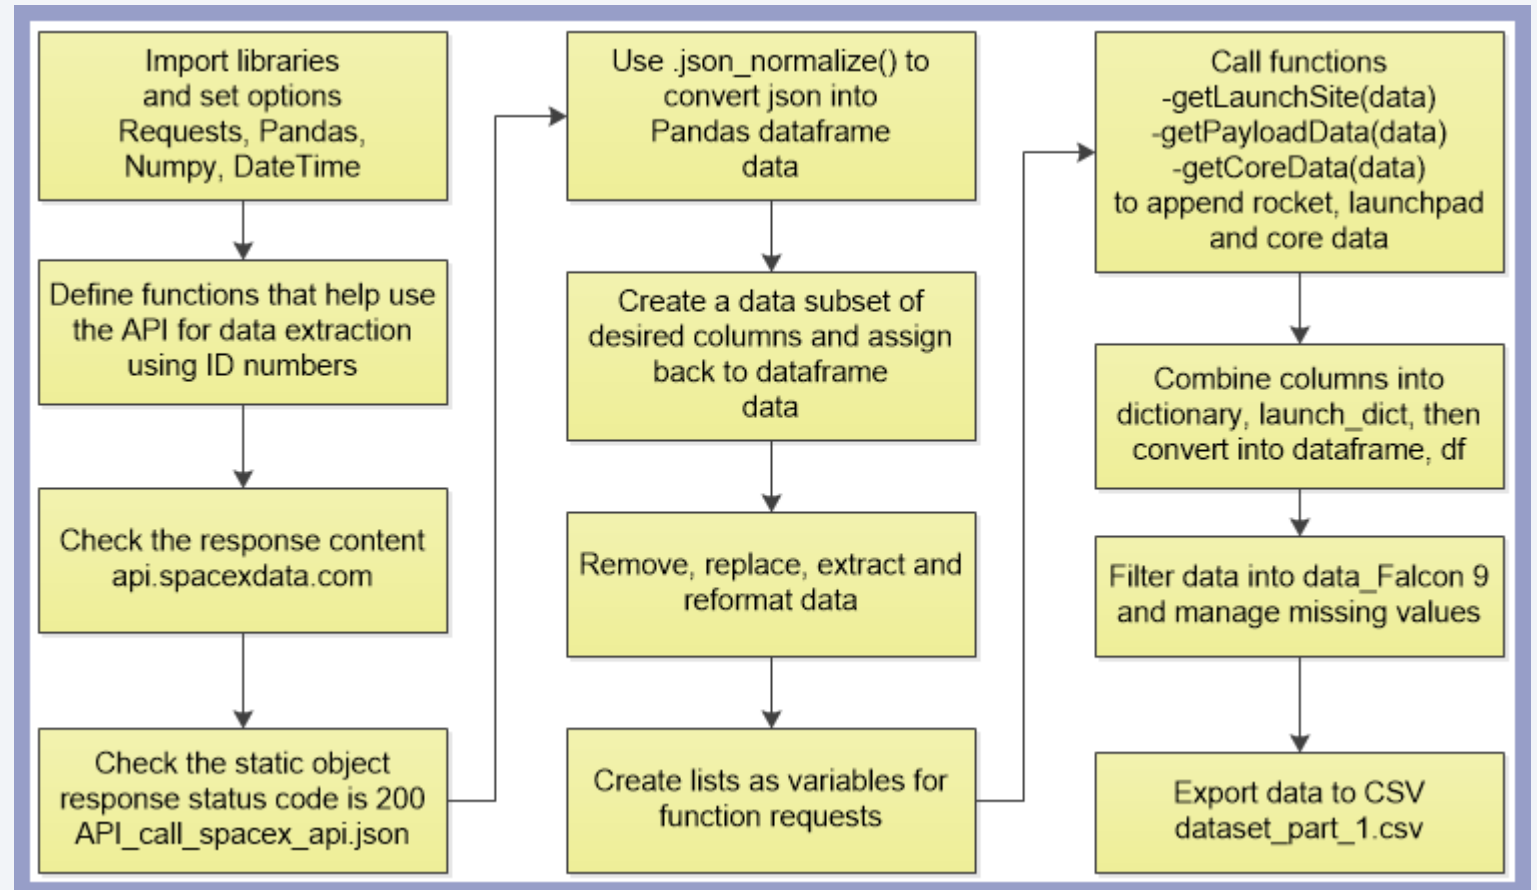 Import libraries
and set options
Requests, Pandas,
Numpy, DateTime
Define functions that help use
the API for data extraction
using ID numbers
Check the response content
api.spacexdata.com
Check the static object
response status code is 200
API_call_spacex_api.json
Use .json_normalize() to
convert json into
Pandas dataframe
data
Create a data subset of
desired columns and assign
back to dataframe
data
Remove, replace, extract and
reformat data
Create lists as variables for
function requests
Call functions
-getLaunchSite(data)
-getPayloadData(data)
-getCoreData(data)
to append rocket, launchpad
and core data
Combine columns into
dictionary, launch_dict, then
convert into dataframe, df
Filter data into data_Falcon 9
and manage missing values
Export data to CSV
dataset_part_1.csv